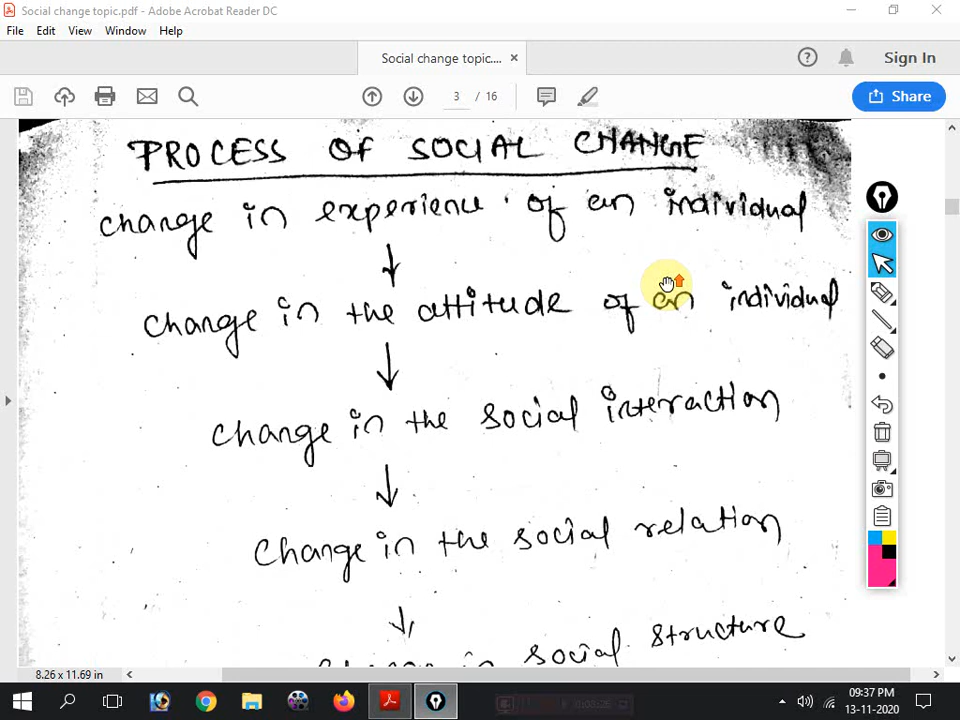 Social change topic.pdf - Adobe Acrobat Reader DC
File Edit View Window Help
Social change topic....
Sign In
3 / 16
Share
PROCESS OF SOCIAL CHANGE
change in experience of an individual
change in the attitude of an individual
change in the social interaction
change in the social relation
social structure
8.26 x 11.69 in
09:37 PM
13-11-2020